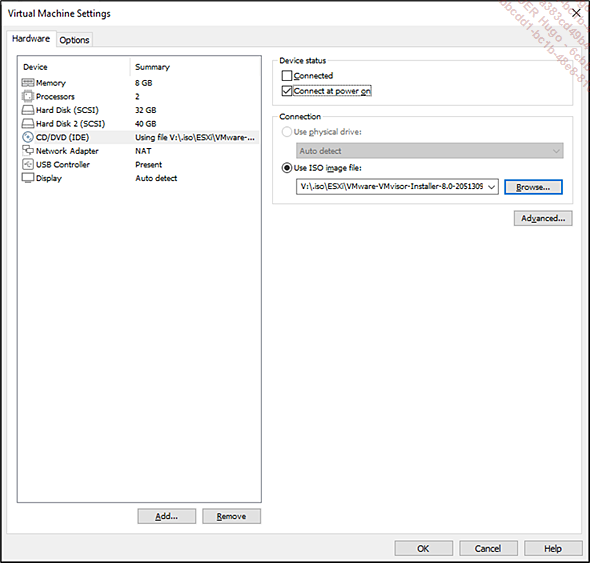 Virtual Machine Settings
Hardware Options
Device Summary
Memory 8 GB
Processors 2
Hard Disk (SCSI) 32 GB
Hard Disk 2 (SCSI) 40 GB
CD/DVD (IDE) Using file V:\.iso\ESXi\VMware-...
Network Adapter NAT
USB Controller Present
Display Auto detect
Add... Remove
Device status
Connected
Connect at power on
Connection
Use physical drive:
Auto detect
Use ISO image file:
V:\.iso\ESXi\VMware-VMvisor-Installer-8.0-2051309 Browse...
Advanced...
OK Cancel Help